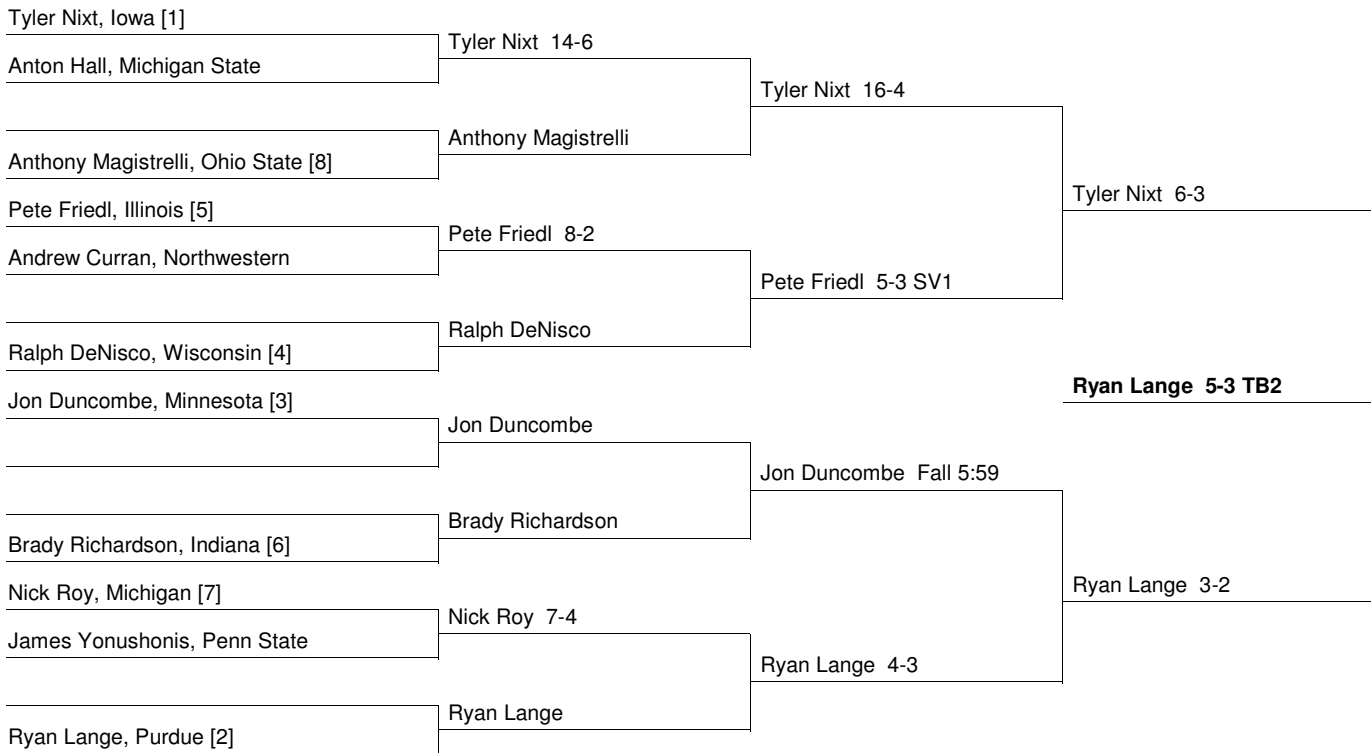 Tyler Nixt, Iowa [1]
Anton Hall, Michigan State
Anthony Magistrelli, Ohio State [8]
Pete Friedl, Illinois [5]
Andrew Curran, Northwestern
Ralph DeNisco, Wisconsin [4]
Jon Duncombe, Minnesota [3]
Brady Richardson, Indiana [6]
Nick Roy, Michigan [7]
James Yonushonis, Penn State
Ryan Lange, Purdue [2]
Tyler Nixt 14-6
Anthony Magistrelli
Pete Friedl 8-2
Ralph DeNisco
Jon Duncombe
Brady Richardson
Nick Roy 7-4
Ryan Lange
Tyler Nixt 16-4
Pete Friedl 5-3 SV1
Jon Duncombe Fall 5:59
Ryan Lange 4-3
Tyler Nixt 6-3
Ryan Lange 5-3 TB2
Ryan Lange 3-2